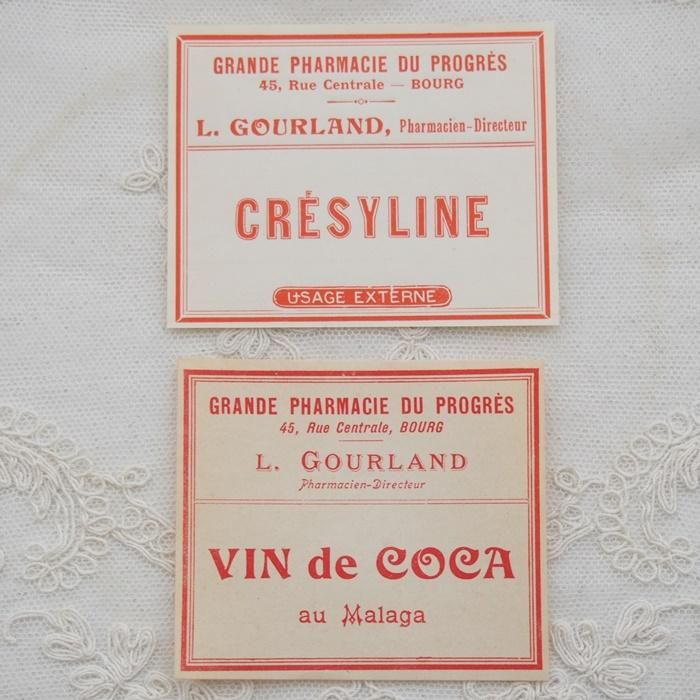 GRANDE PHARMACIE DU PROGRÈS
45, Rue Centrale — BOURG
L. GOURLAND, Pharmacien-Directeur
CRÉSYLINE
USAGE EXTERNE
GRANDE PHARMACIE DU PROGRÈS
45, Rue Centrale, BOURG
L. GOURLAND
Pharmacien-Directeur
VIN de COCA
au Malaga